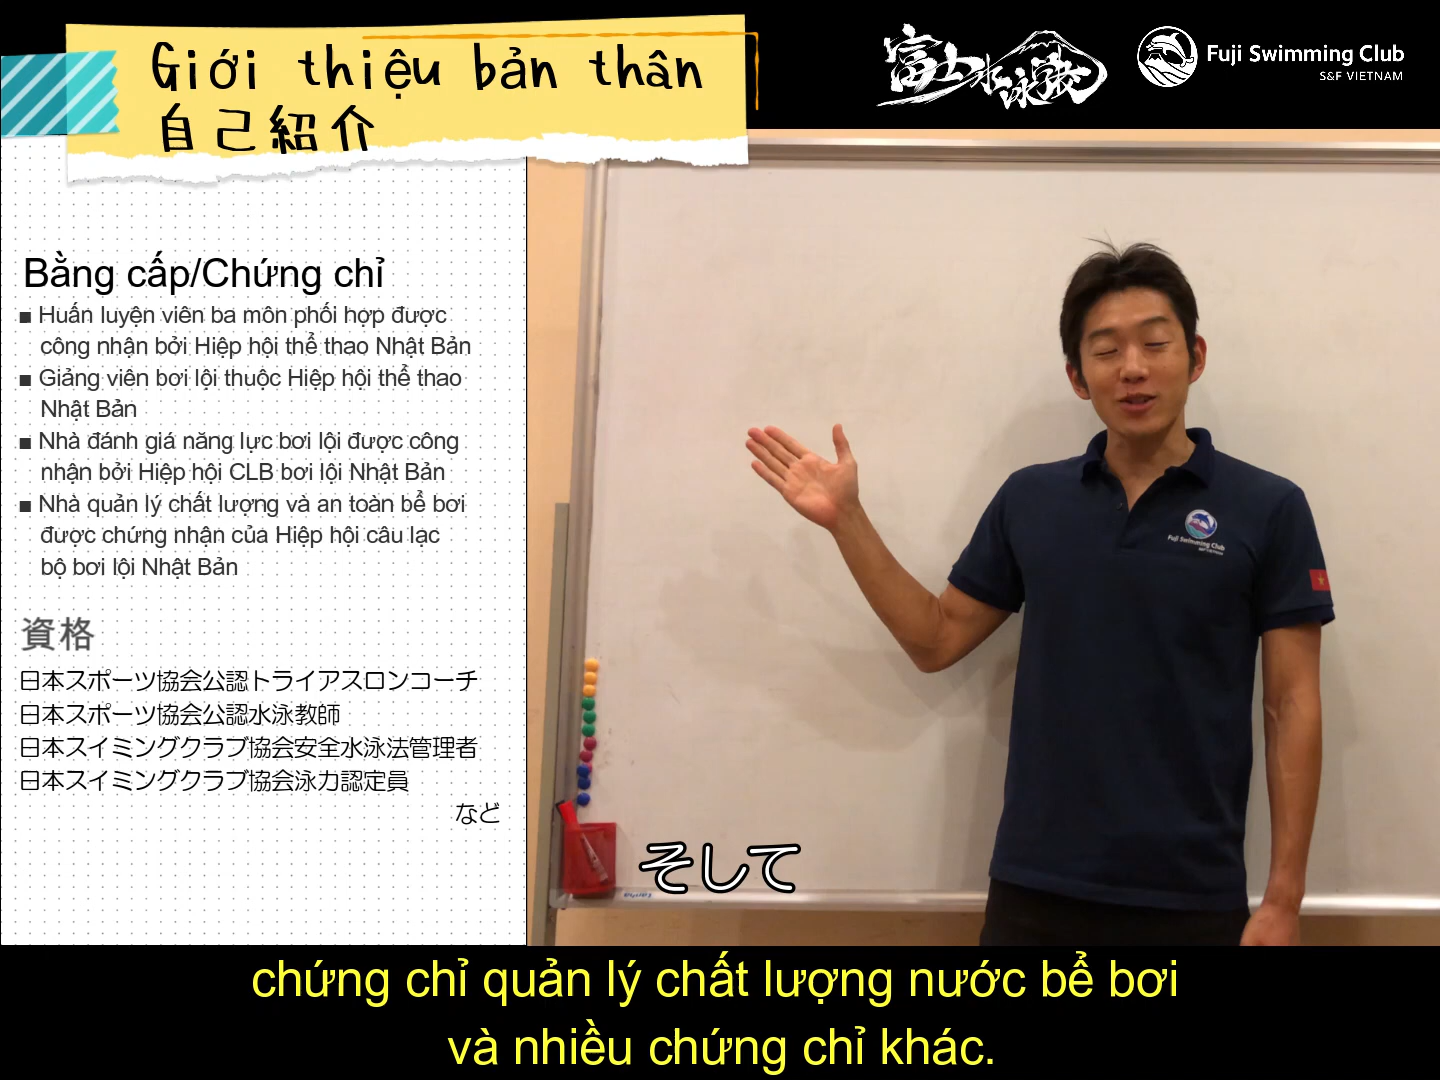 Giới thiệu bản thân
自己紹介
富士水泳部
Fuji Swimming Club
S&F VIETNAM
Bằng cấp/Chứng chỉ
■ Huấn luyện viên ba môn phối hợp được
công nhận bởi Hiệp hội thể thao Nhật Bản
■ Giảng viên bơi lội thuộc Hiệp hội thể thao
Nhật Bản
■ Nhà đánh giá năng lực bơi lội được công
nhận bởi Hiệp hội CLB bơi lội Nhật Bản
■ Nhà quản lý chất lượng và an toàn bể bơi
được chứng nhận của Hiệp hội câu lạc
bộ bơi lội Nhật Bản
資格
日本スポーツ協会公認トライアスロンコーチ
日本スポーツ協会公認水泳教師
日本スイミングクラブ協会安全水泳法管理者
日本スイミングクラブ協会泳力認定員
など
Fuji Swimming Club
S&F VIETNAM
そして
chứng chỉ quản lý chất lượng nước bể bơi
và nhiều chứng chỉ khác.